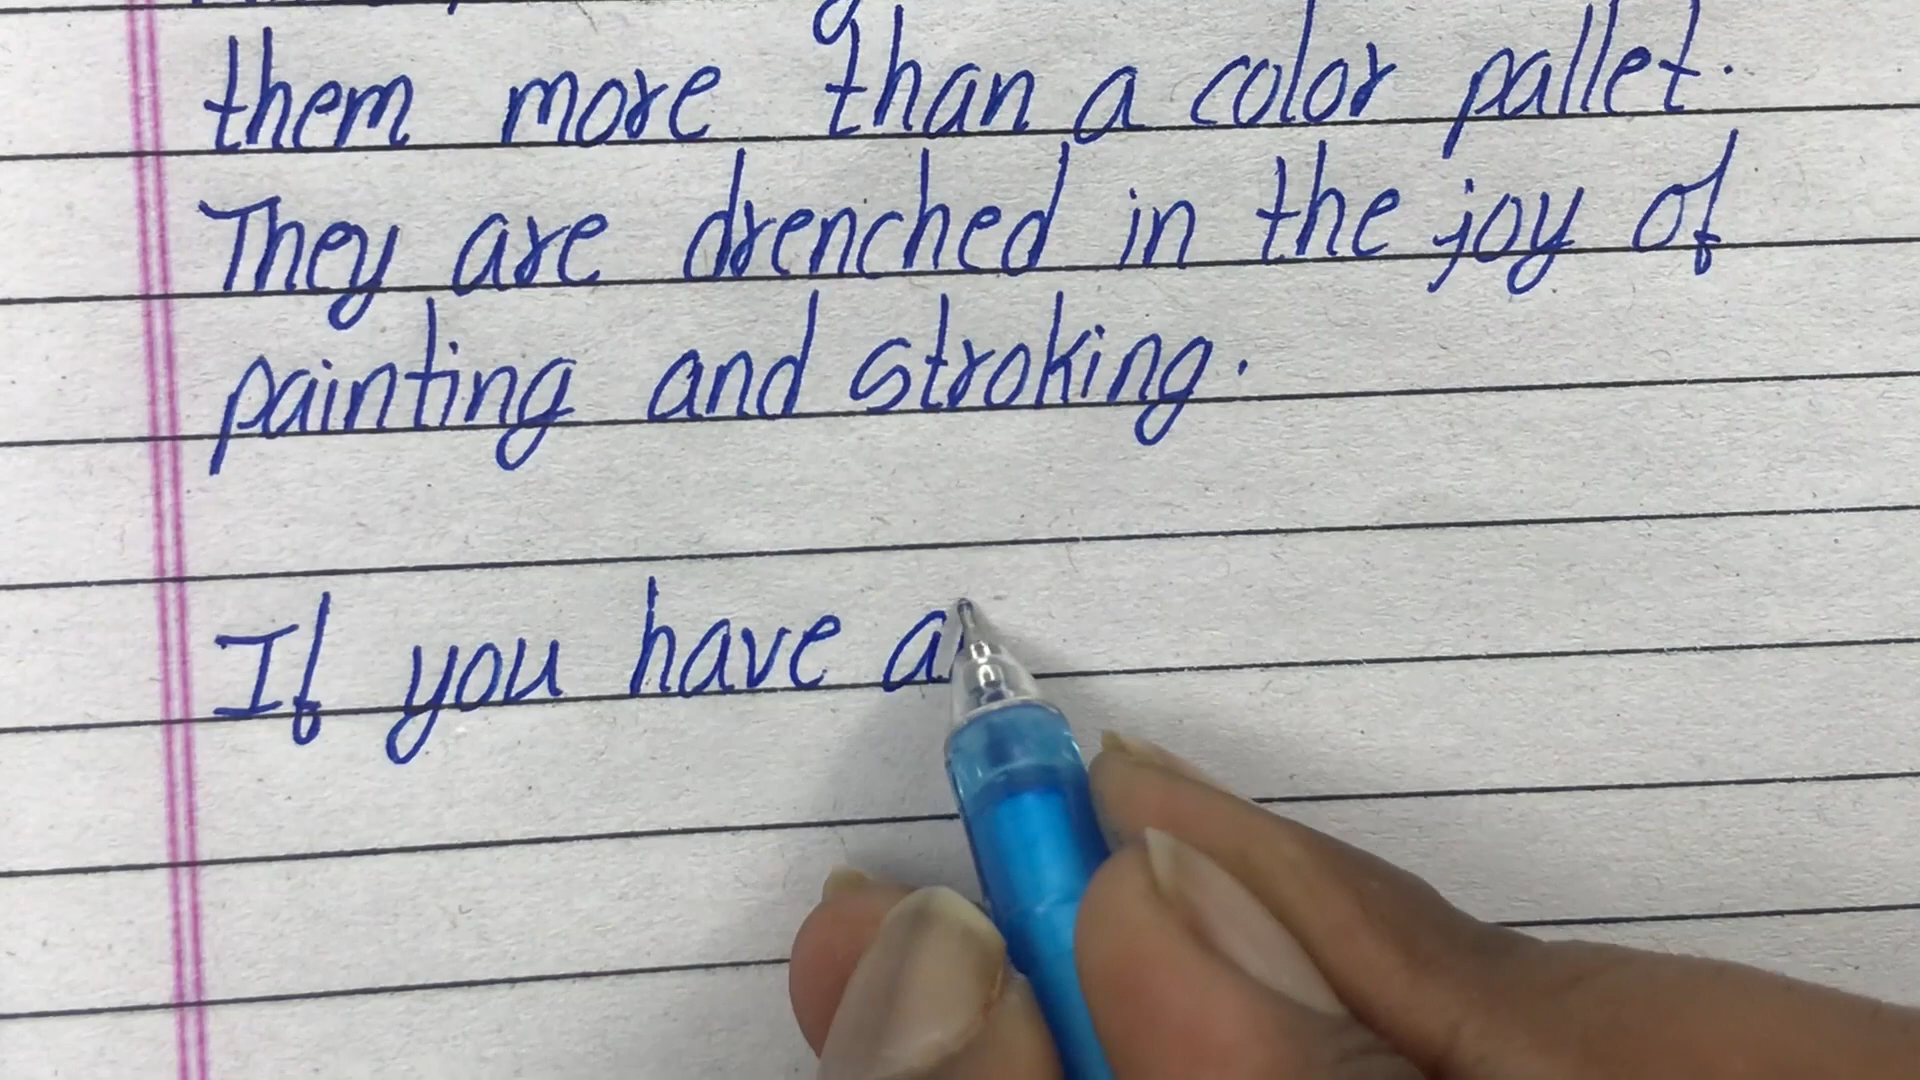 them more than a color pallet.
They are drenched in the joy of
painting and stroking.
If you have